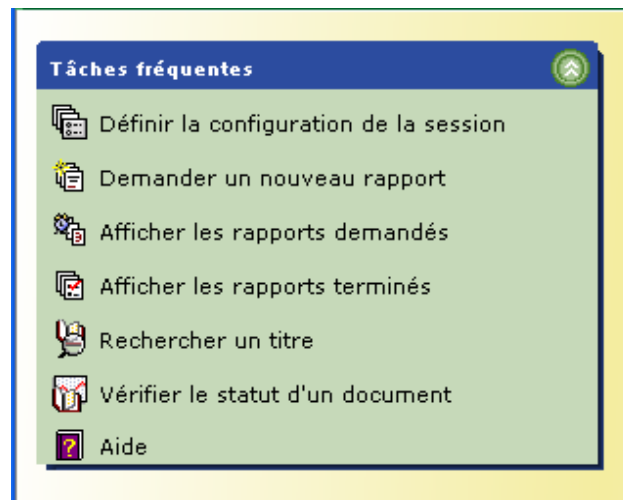 Tâches fréquentes
Définir la configuration de la session
Demander un nouveau rapport
Afficher les rapports demandés
Afficher les rapports terminés
Rechercher un titre
Vérifier le statut d'un document
Aide